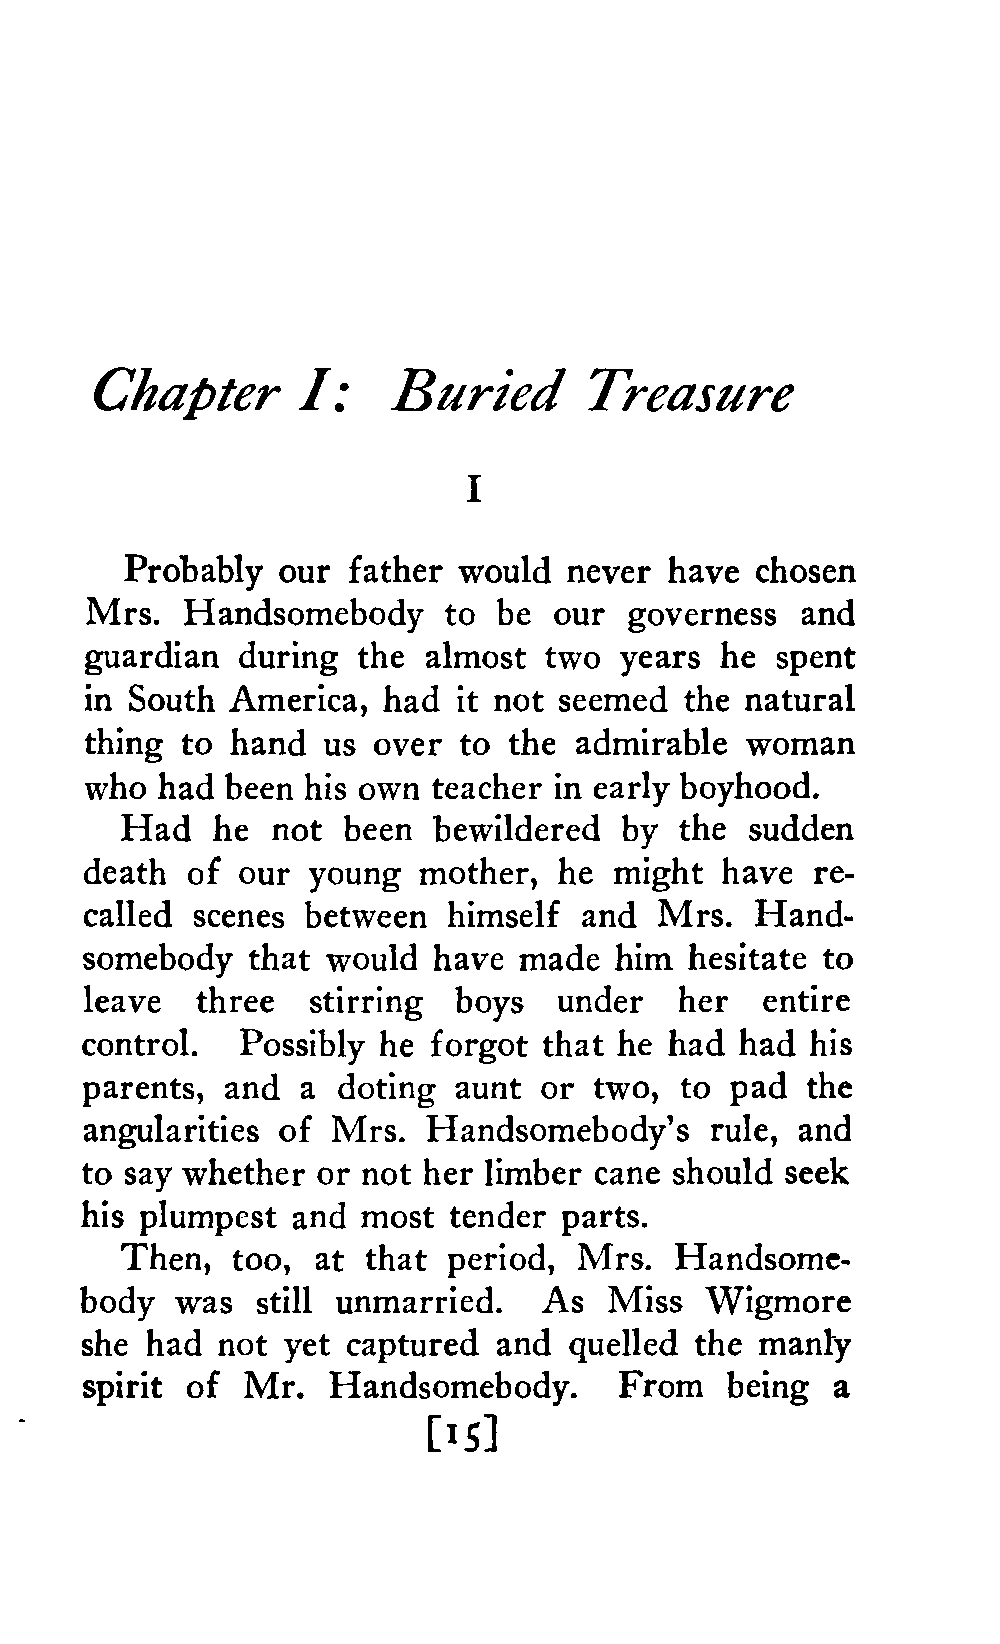 Chapter I: Buried Treasure
I
Probably our father would never have chosen
Mrs. Handsomebody to be our governess and
guardian during the almost two years he spent
in South America, had it not seemed the natural
thing to hand us over to the admirable woman
who had been his own teacher in early boyhood.
Had he not been bewildered by the sudden
death of our young mother, he might have re-
called scenes between himself and Mrs. Hand-
somebody that would have made him hesitate to
leave three stirring boys under her entire
control. Possibly he forgot that he had had his
parents, and a doting aunt or two, to pad the
angularities of Mrs. Handsomebody's rule, and
to say whether or not her limber cane should seek
his plumpest and most tender parts.
Then, too, at that period, Mrs. Handsome-
body was still unmarried. As Miss Wigmore
she had not yet captured and quelled the manly
spirit of Mr. Handsomebody. From being a
[15]